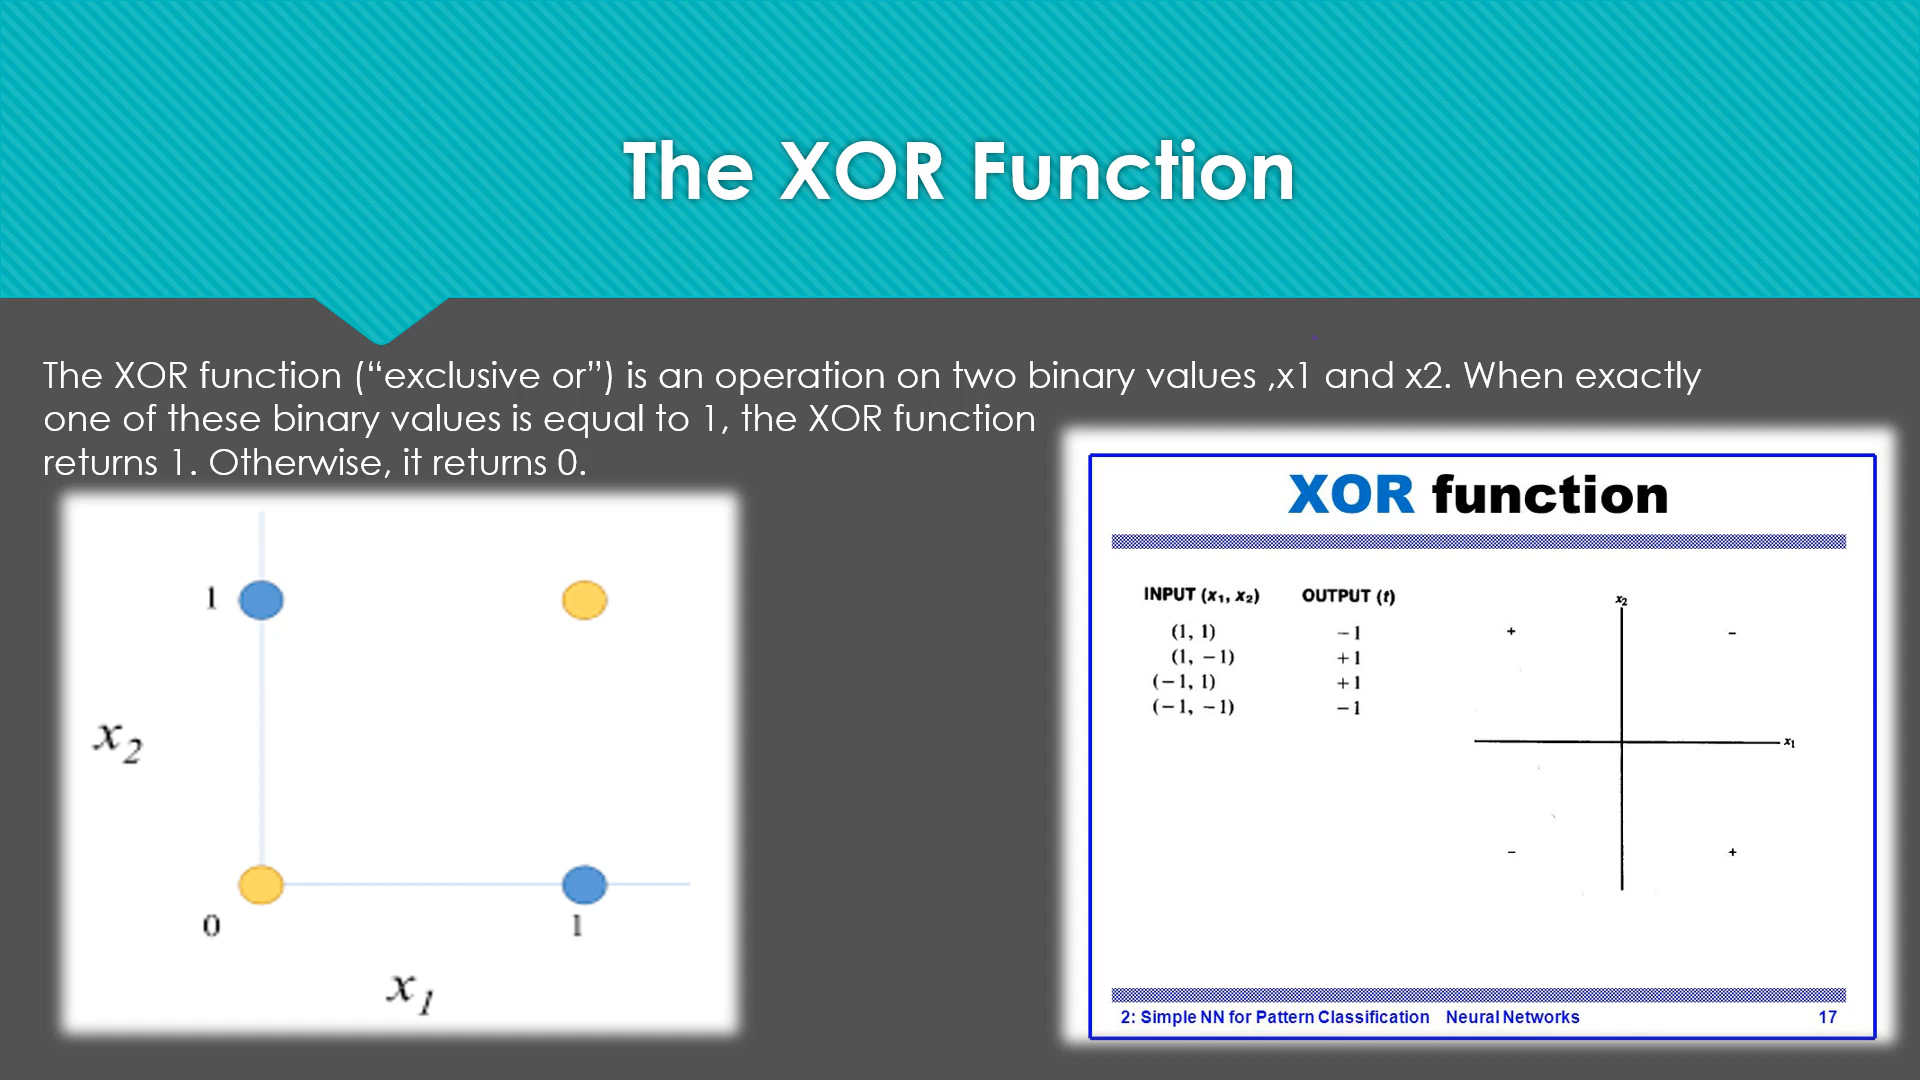 The XOR Function
The XOR function (“exclusive or”) is an operation on two binary values ,x1 and x2. When exactly
one of these binary values is equal to 1, the XOR function
returns 1. Otherwise, it returns 0.
1
x2
0
1
x1
XOR function
INPUT (x1, x2) OUTPUT (t)
(1, 1) −1
(1, −1) +1
(−1, 1) +1
(−1, −1) −1
x2
+ −
x1
− +
2: Simple NN for Pattern Classification Neural Networks 17